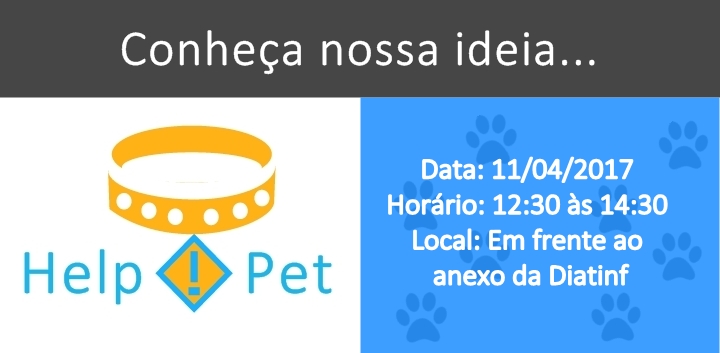 Conheça nossa ideia...
Help ! Pet
Data: 11/04/2017
Horário: 12:30 às 14:30
Local: Em frente ao
anexo da Diatinf